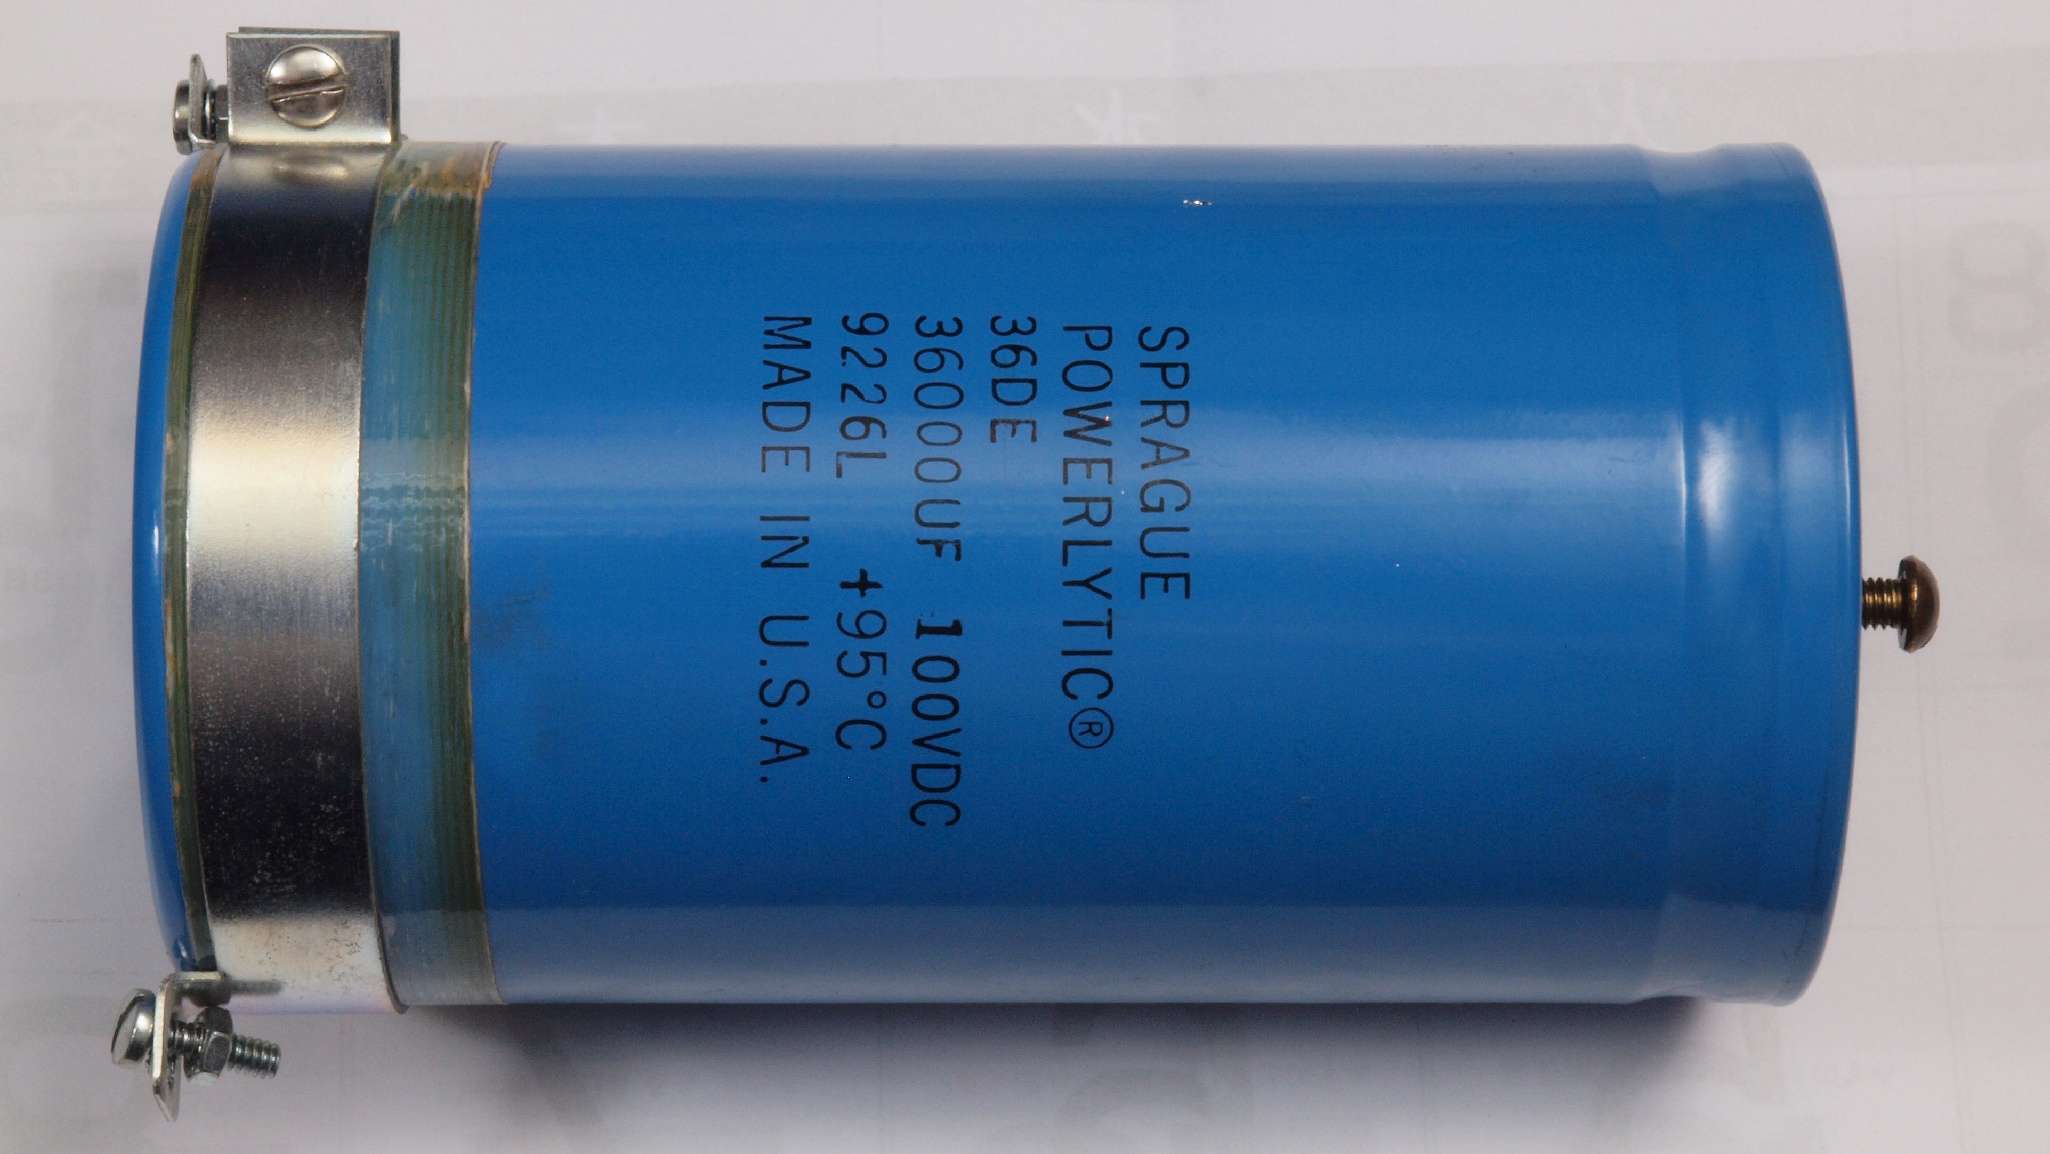 SPRAGUE
POWERLYTIC®
36DE
36000UF 100VDC
9226L +95°C
MADE IN U.S.A.